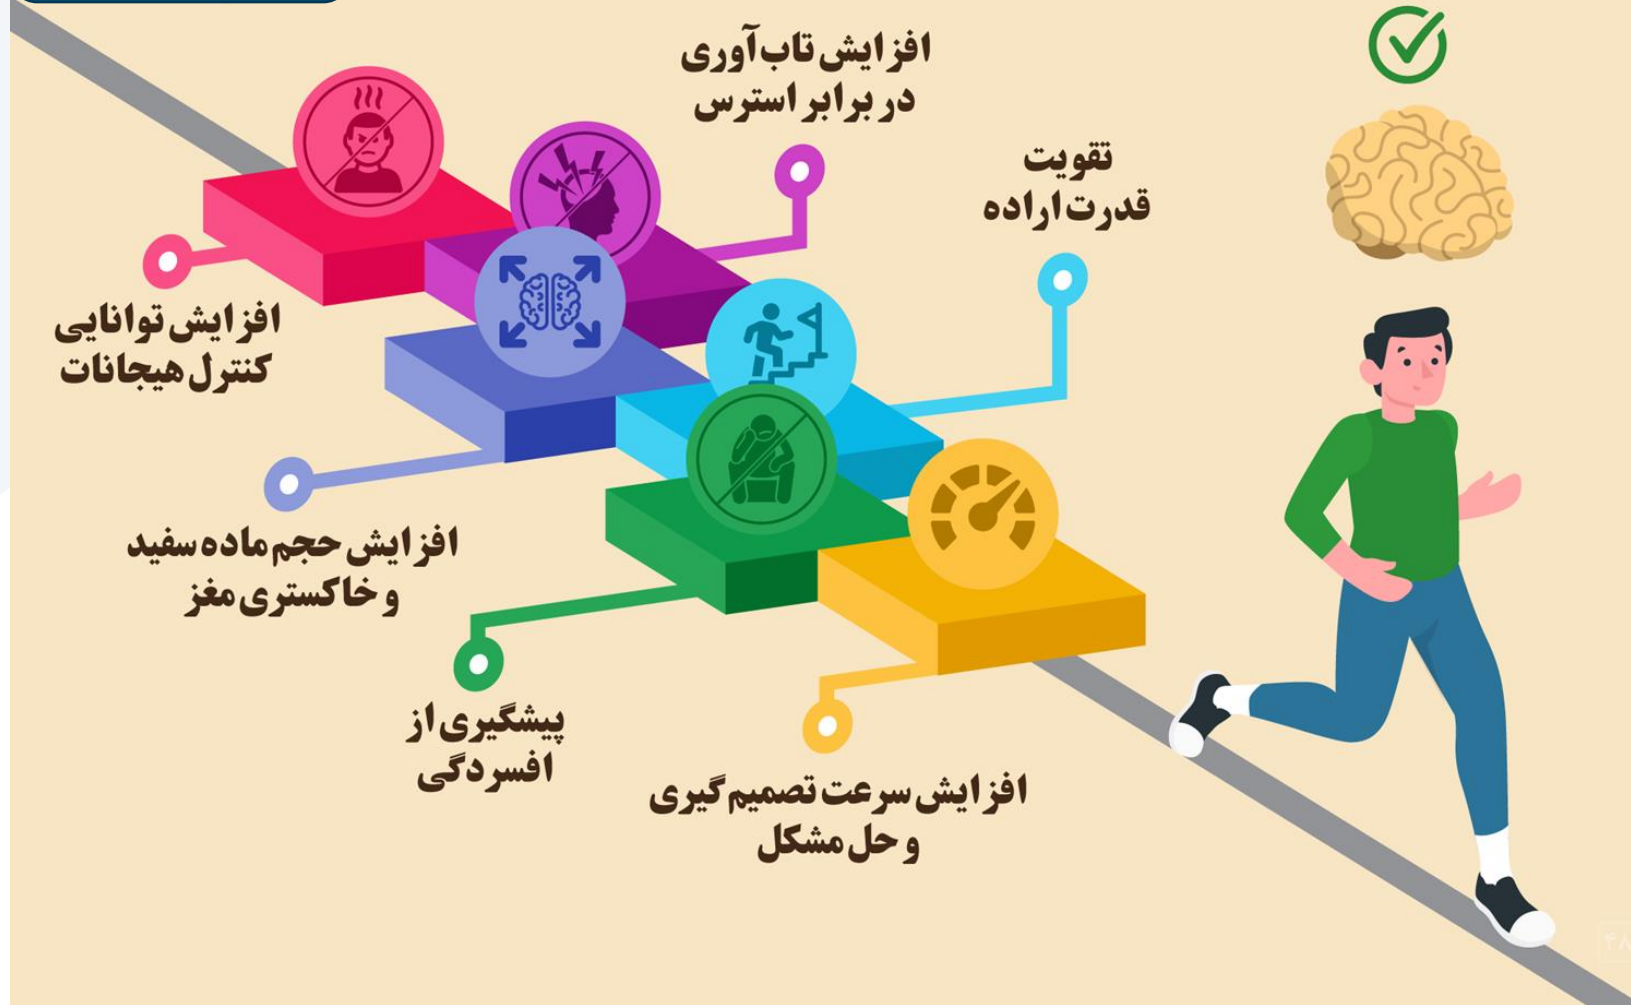 افزایش تاب‌آوری
در برابر استرس
تقویت
قدرت اراده
افزایش توانایی
کنترل هیجانات
افزایش حجم ماده سفید
و خاکستری مغز
پیشگیری از
افسردگی
افزایش سرعت تصمیم گیری
و حل مشکل
۴۸